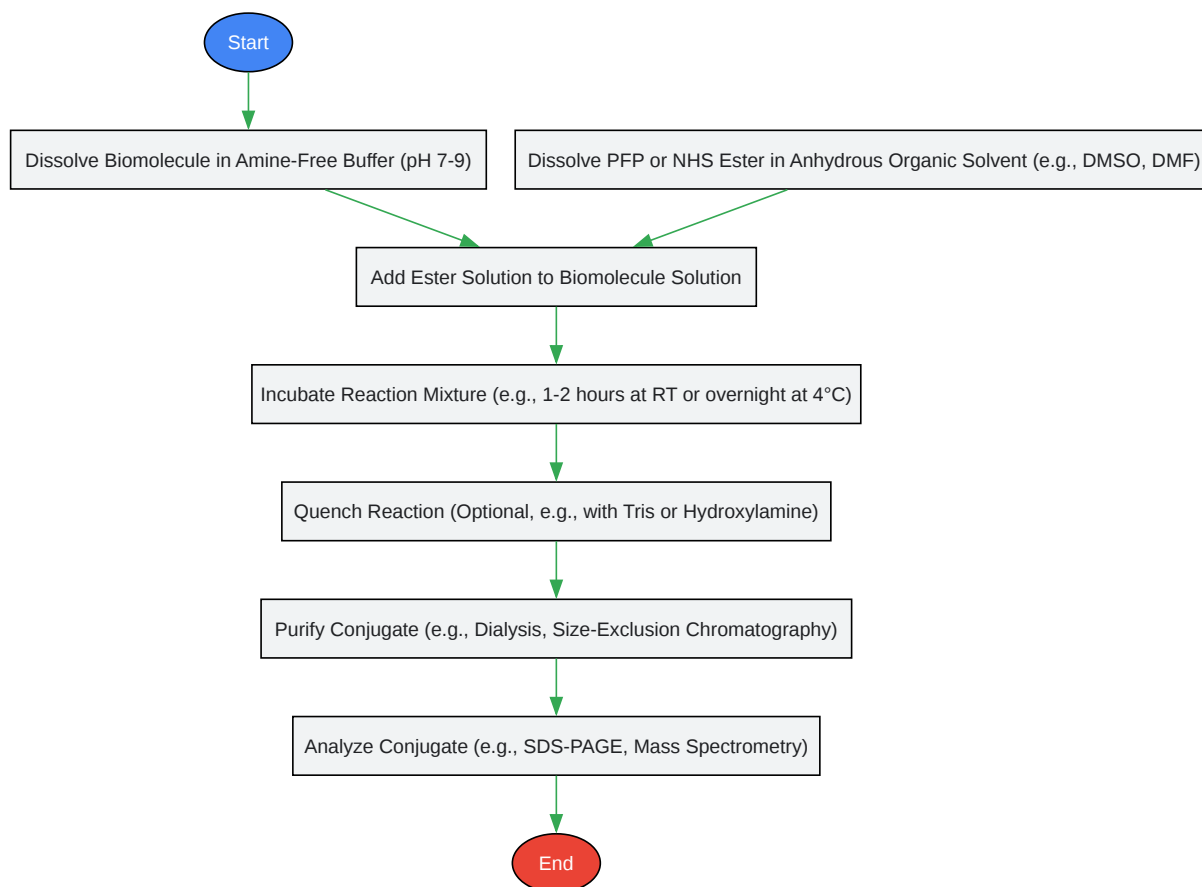 Start
Dissolve Biomolecule in Amine-Free Buffer (pH 7-9)
Dissolve PFP or NHS Ester in Anhydrous Organic Solvent (e.g., DMSO, DMF)
Add Ester Solution to Biomolecule Solution
Incubate Reaction Mixture (e.g., 1-2 hours at RT or overnight at 4°C)
Quench Reaction (Optional, e.g., with Tris or Hydroxylamine)
Purify Conjugate (e.g., Dialysis, Size-Exclusion Chromatography)
Analyze Conjugate (e.g., SDS-PAGE, Mass Spectrometry)
End